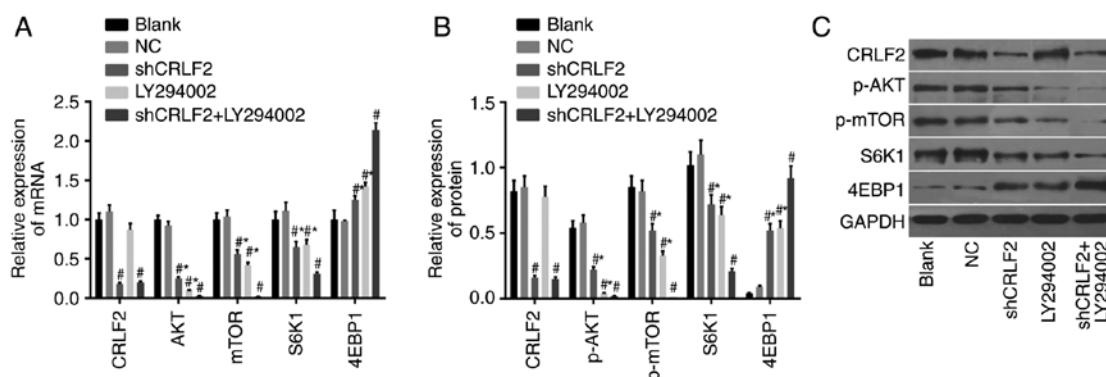 A
Blank
NC
shCRLF2
LY294002
shCRLF2+LY294002
Relative expression
of mRNA
2.5
2.0
1.5
1.0
0.5
0.0
# # #* #* # #* #* # #* #* # #* #* #
CRLF2
AKT
mTOR
S6K1
4EBP1
B
Blank
NC
shCRLF2
LY294002
shCRLF2+LY294002
Relative expression
of protein
1.5
1.0
0.5
0.0
# # #* #* # #* #* # #* #* # #* #* #
CRLF2
p-AKT
p-mTOR
S6K1
4EBP1
C
CRLF2
p-AKT
p-mTOR
S6K1
4EBP1
GAPDH
Blank
NC
shCRLF2
LY294002
shCRLF2+
LY294002